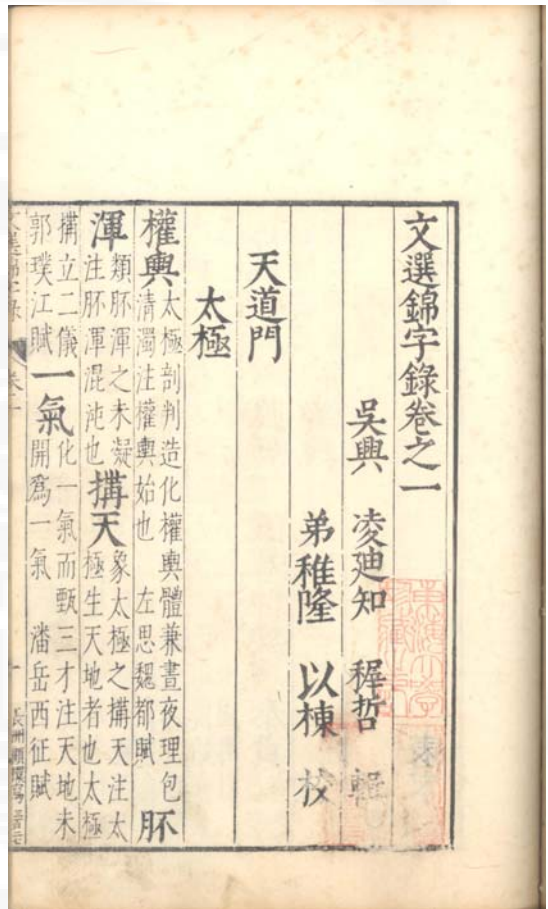 文選錦字錄卷之一
吳興 凌廸知 穉哲 輯
弟稚隆 以棟 校
天道門
太極
權輿太極剖判造化權輿體兼晝夜理包清濁注權輿始也 左思魏都賦胚
渾類胚渾之未凝注胚渾混沌也搆天象太極之搆天注太極生天地者也太極
搆立二儀郭璞江賦一氣化一氣而甄三才注天地未開爲一氣 潘岳西征賦
長洲顧